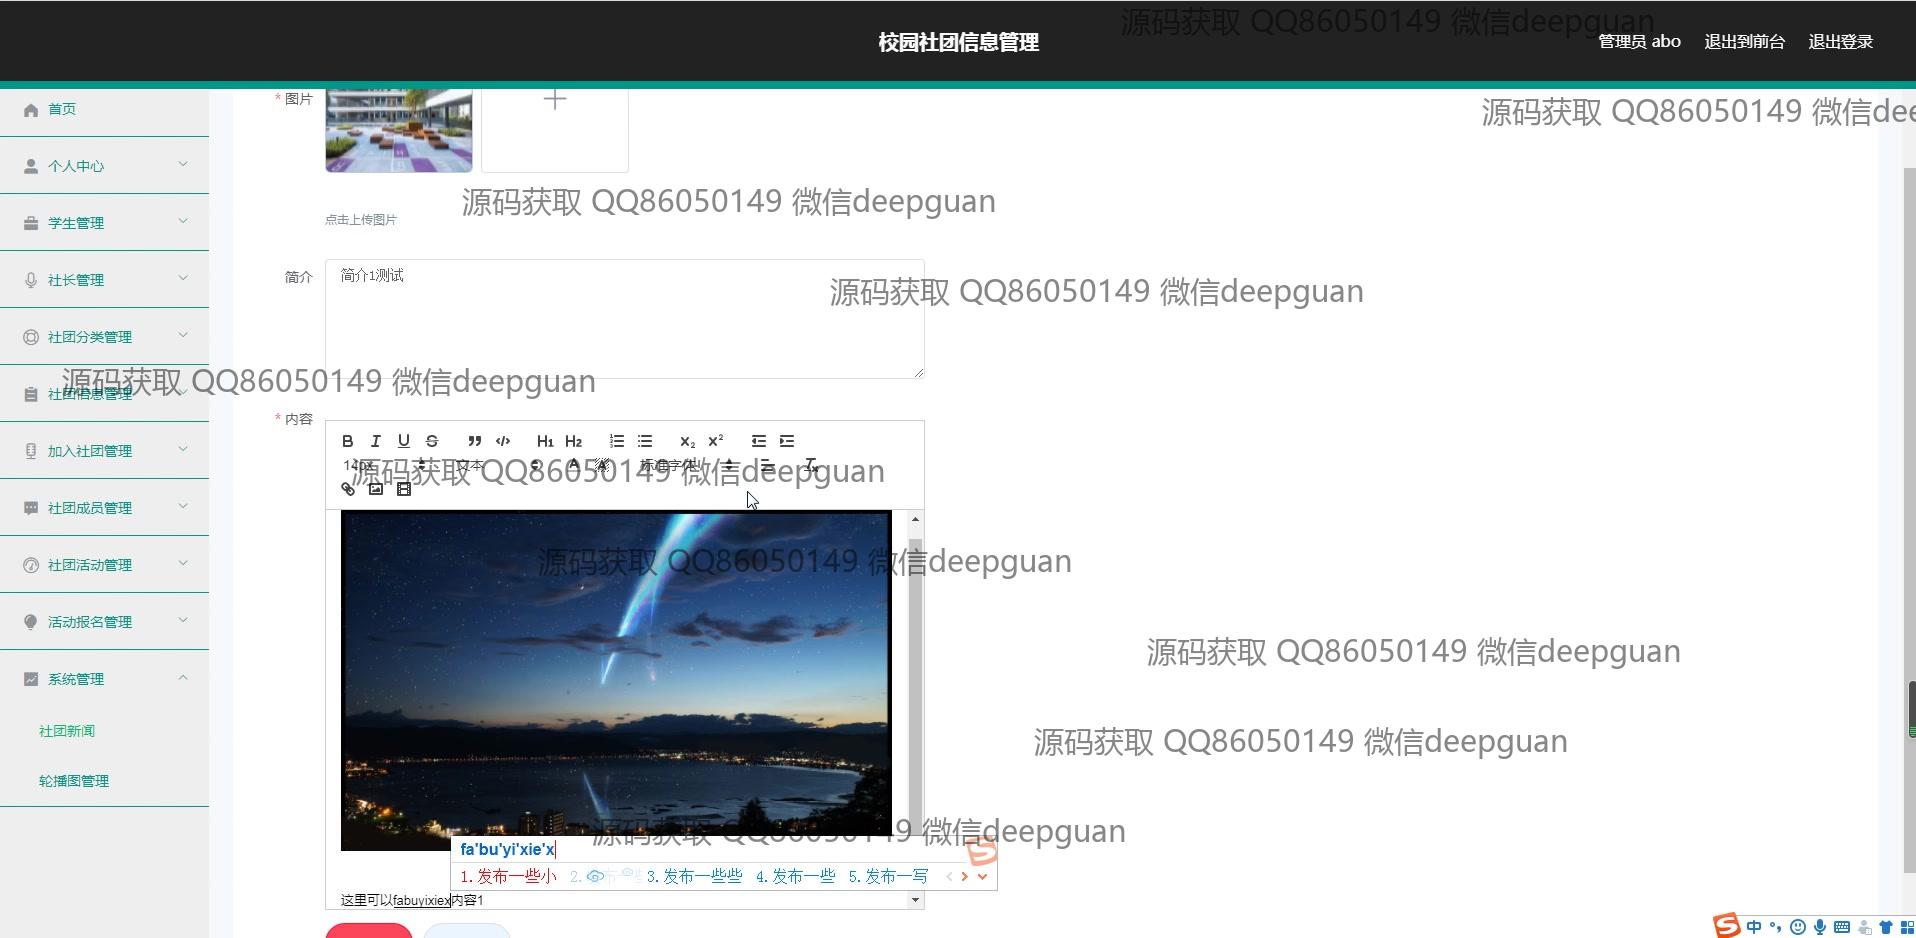 源码获取 QQ86050149 微信deepguan
校园社团信息管理
管理员 abo 退出到前台 退出登录
首页
* 图片
源码获取 QQ86050149 微信dee
个人中心
源码获取 QQ86050149 微信deepguan
点击上传图片
学生管理
社长管理
简介
简介1测试
源码获取 QQ86050149 微信deepguan
社团分类管理
源码获取 QQ86050149 微信deepguan
社团信息管理
* 内容
B I U S H1 H2 x2 x2
加入社团管理
14px 文本 标准字体
源码获取 QQ86050149 微信deepguan
社团成员管理
社团活动管理
源码获取 QQ86050149 微信deepguan
活动报名管理
源码获取 QQ86050149 微信deepguan
系统管理
社团新闻
源码获取 QQ86050149 微信deepguan
轮播图管理
源码获取 QQ86050149 微信deepguan
fa'bu'yi'xie'x
1. 发布一些小 2. 3. 发布一些些 4. 发布一些 5. 发布一写
这里可以fabuyixiex内容1
中